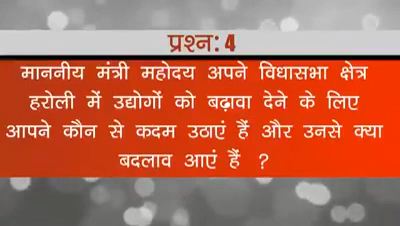 प्रश्न: 4
माननीय मंत्री महोदय अपने विधासभा क्षेत्र
हरोली में उद्योगों को बढ़ावा देने के लिए
आपने कौन से कदम उठाएं हैं और उनसे क्या
बदलाव आएं हैं ?